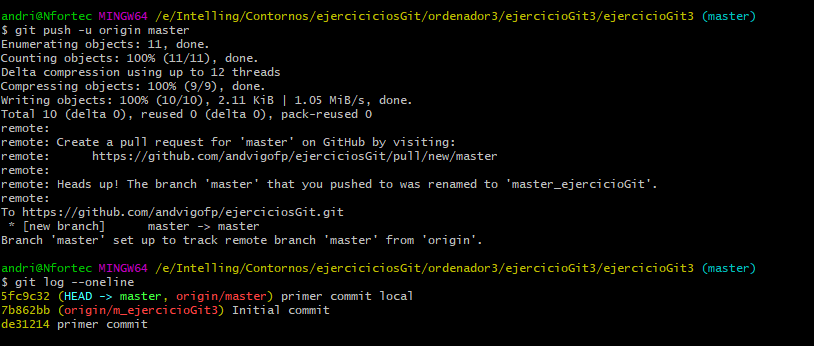 andri@Nfortec MINGW64 /e/Intelling/Contornos/ejerciciosGit/ordenador3/ejercicioGit3/ejercicioGit3 (master)
$ git push -u origin master
Enumerating objects: 11, done.
Counting objects: 100% (11/11), done.
Delta compression using up to 12 threads
Compressing objects: 100% (9/9), done.
Writing objects: 100% (10/10), 2.11 KiB | 1.05 MiB/s, done.
Total 10 (delta 0), reused 0 (delta 0), pack-reused 0
remote:
remote: Create a pull request for 'master' on GitHub by visiting:
remote:      https://github.com/andvigofp/ejerciciosGit/pull/new/master
remote:
remote: Heads up! The branch 'master' that you pushed to was renamed to 'master_ejercicioGit'.
remote:
To https://github.com/andvigofp/ejerciciosGit.git
 * [new branch]      master -> master
Branch 'master' set up to track remote branch 'master' from 'origin'.
andri@Nfortec MINGW64 /e/Intelling/Contornos/ejerciciosGit/ordenador3/ejercicioGit3/ejercicioGit3 (master)
$ git log --oneline
5fc9c32 (HEAD -> master, origin/master) primer commit local
7b862bb (origin/m_ejercicioGit3) Initial commit
de31214 primer commit